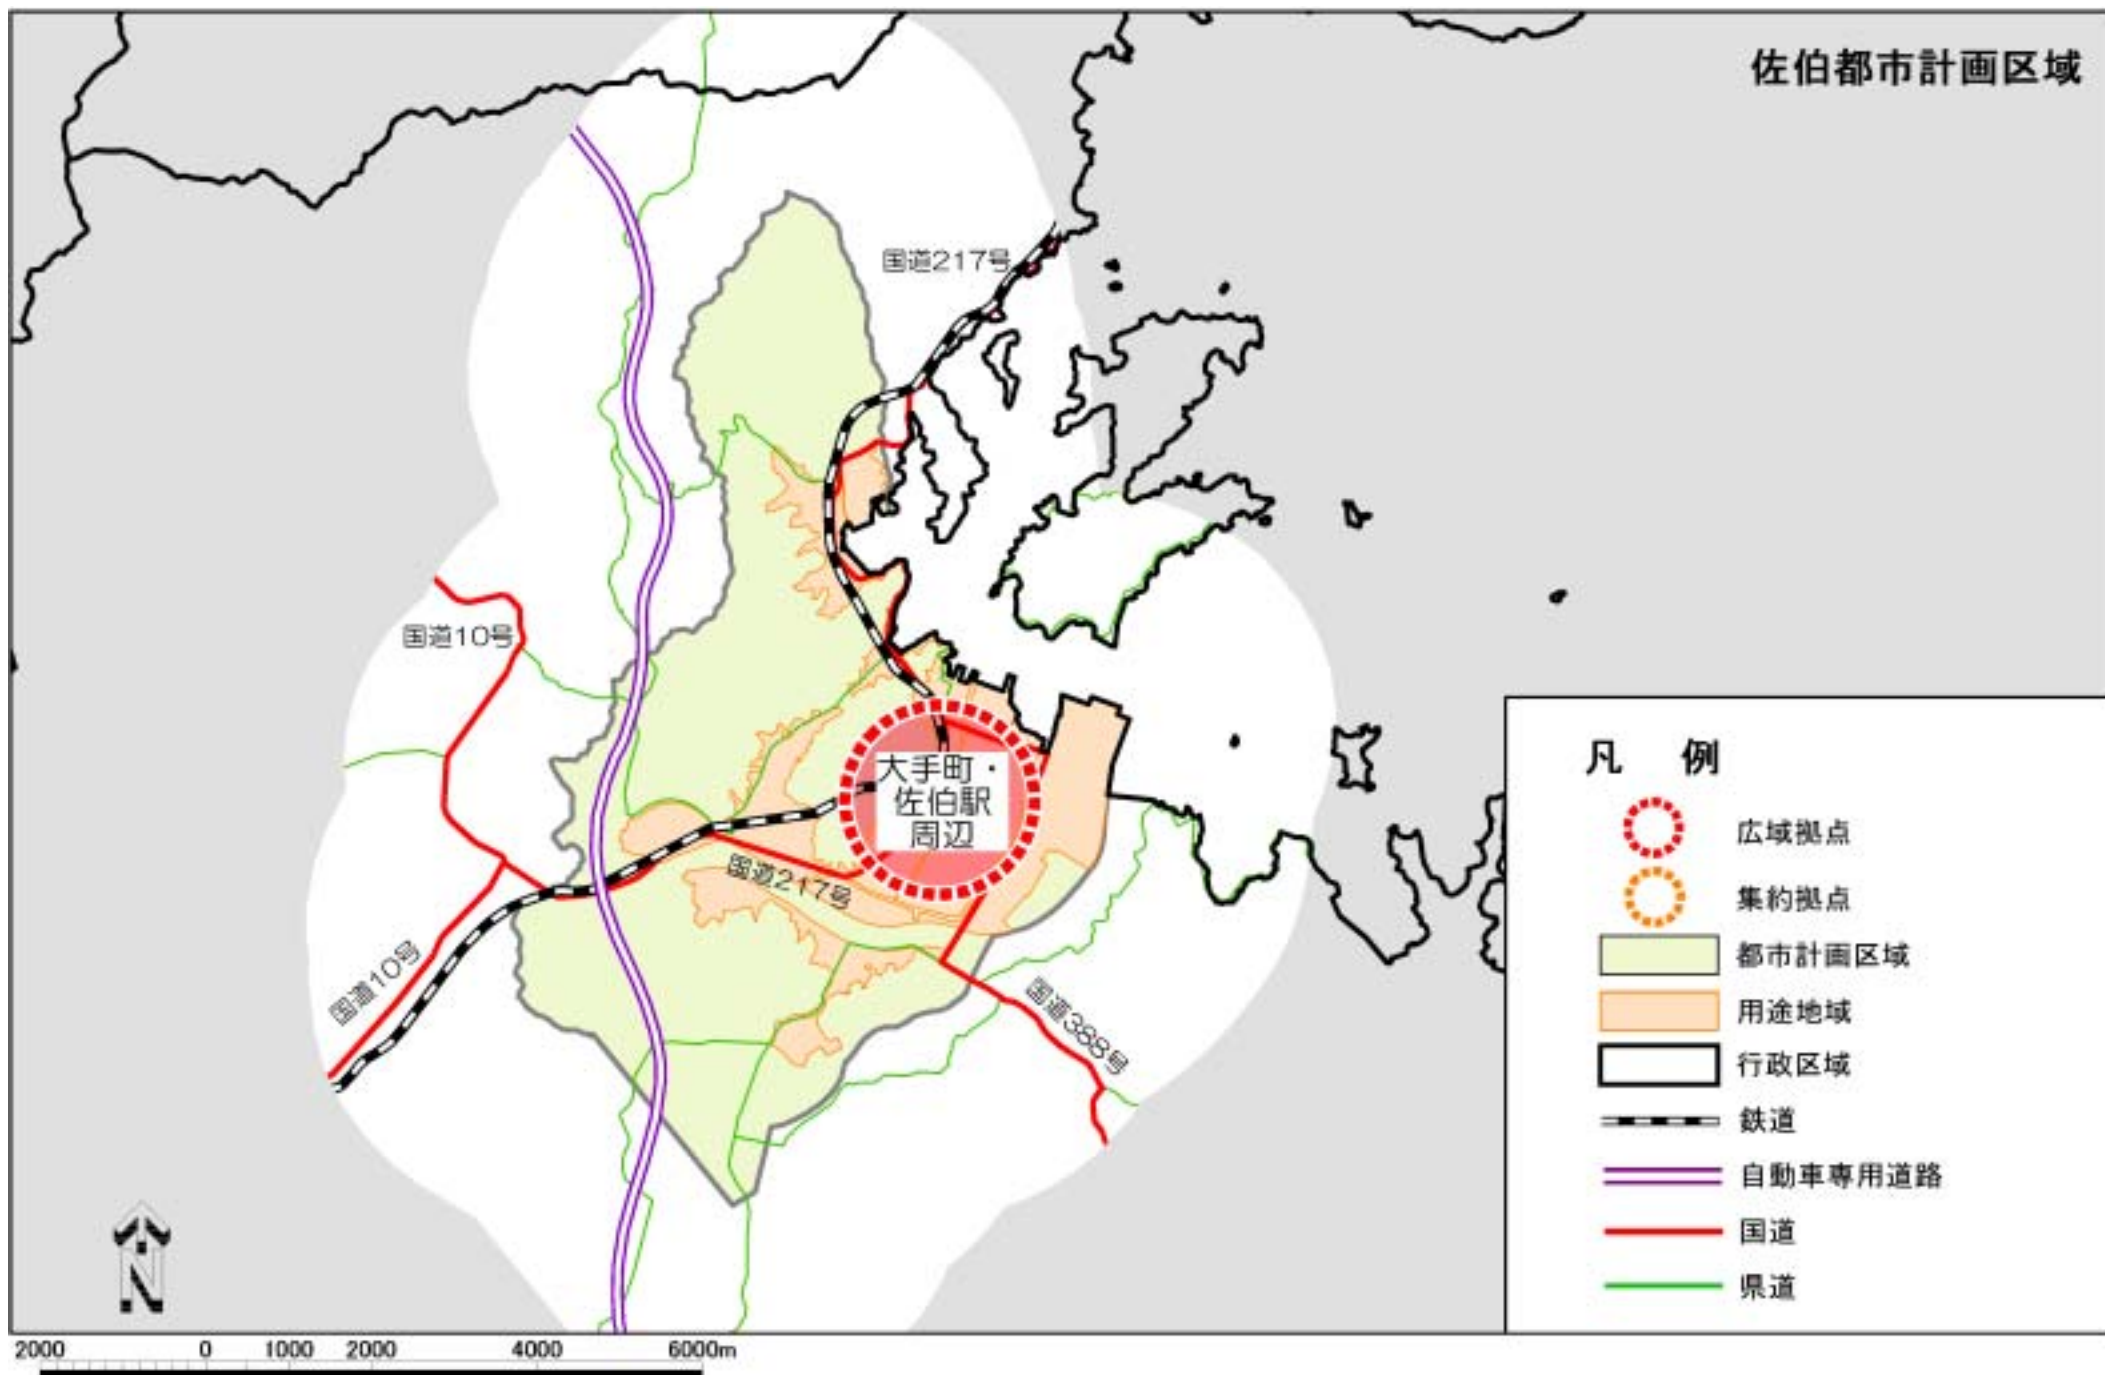 佐伯都市計画区域
国道217号
国道10号
大手町・
佐伯駅
周辺
国道217号
国道10号
国道388号
凡 例
広域拠点
集約拠点
都市計画区域
用途地域
行政区域
鉄道
自動車専用道路
国道
県道
N
2000 0 1000 2000 4000 6000m